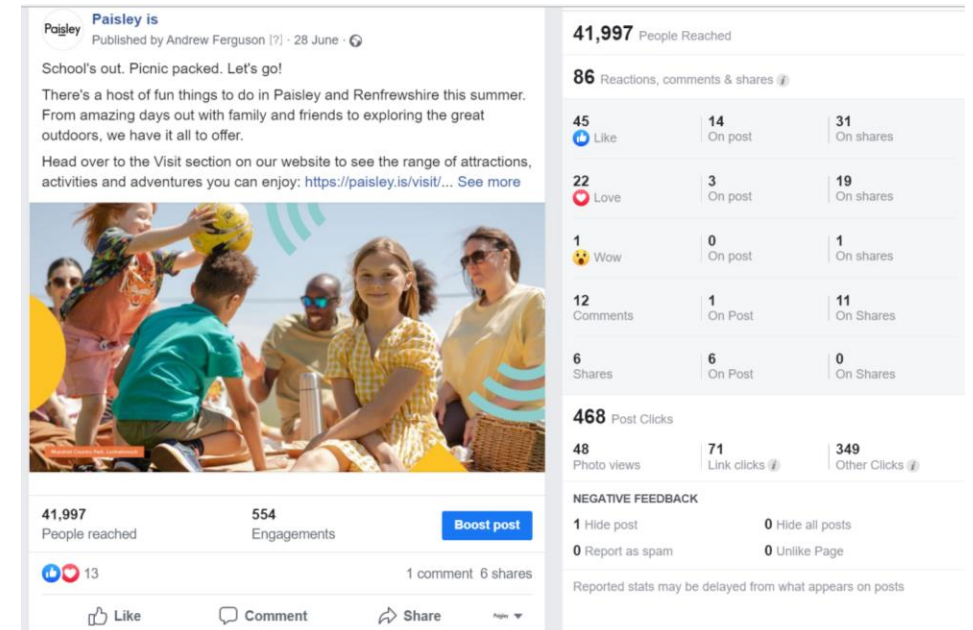 Paisley
Paisley is
Published by Andrew Ferguson [?] · 28 June ·
School's out. Picnic packed. Let's go!
There's a host of fun things to do in Paisley and Renfrewshire this summer.
From amazing days out with family and friends to exploring the great
outdoors, we have it all to offer.
Head over to the Visit section on our website to see the range of attractions,
activities and adventures you can enjoy: https://paisley.is/visit/... See more
41,997 554
People reached Engagements
Boost post
13
1 comment 6 shares
Like Comment Share
Paisley
41,997 People Reached
86 Reactions, comments & shares
45 14 31
Like On post On shares
22 3 19
Love On post On shares
1 0 1
Wow On post On shares
12 1 11
Comments On Post On Shares
6 6 0
Shares On Post On Shares
468 Post Clicks
48 71 349
Photo views Link clicks Other Clicks
NEGATIVE FEEDBACK
1 Hide post 0 Hide all posts
0 Report as spam 0 Unlike Page
Reported stats may be delayed from what appears on posts